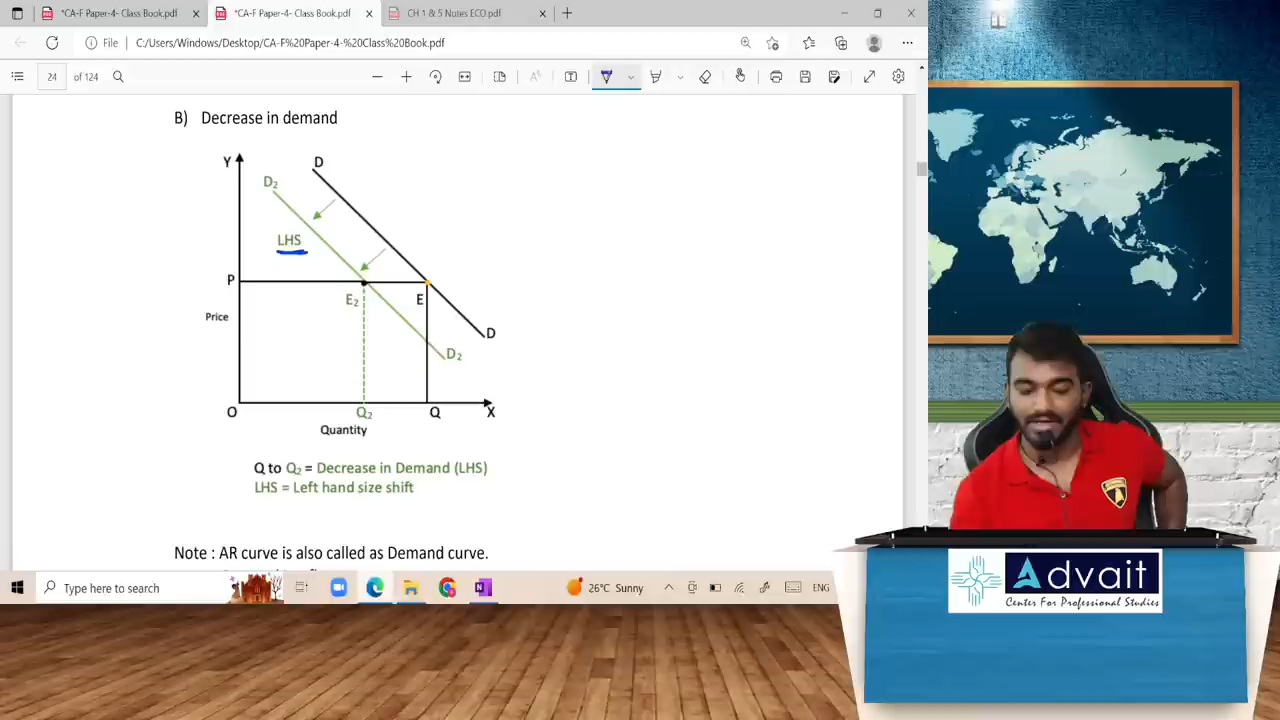 *CA-F Paper-4- Class Book.pdf
*CA-F Paper-4- Class Book.pdf
CH 1 & 5 Notes ECO.pdf
File
C:/Users/Windows/Desktop/CA-F%20Paper-4-%20Class%20Book.pdf
24 of 124
B) Decrease in demand
Y
D
D2
LHS
P
E2
E
Price
D
D2
O
Q2
Q
X
Quantity
Q to Q2 = Decrease in Demand (LHS)
LHS = Left hand size shift
Note : AR curve is also called as Demand curve.
Type here to search
26°C Sunny
ENG
Advait
Center For Professional Studies